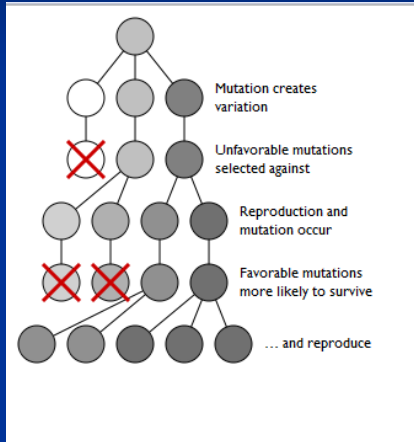 Mutation creates
variation
Unfavorable mutations
selected against
Reproduction and
mutation occur
Favorable mutations
more likely to survive
... and reproduce